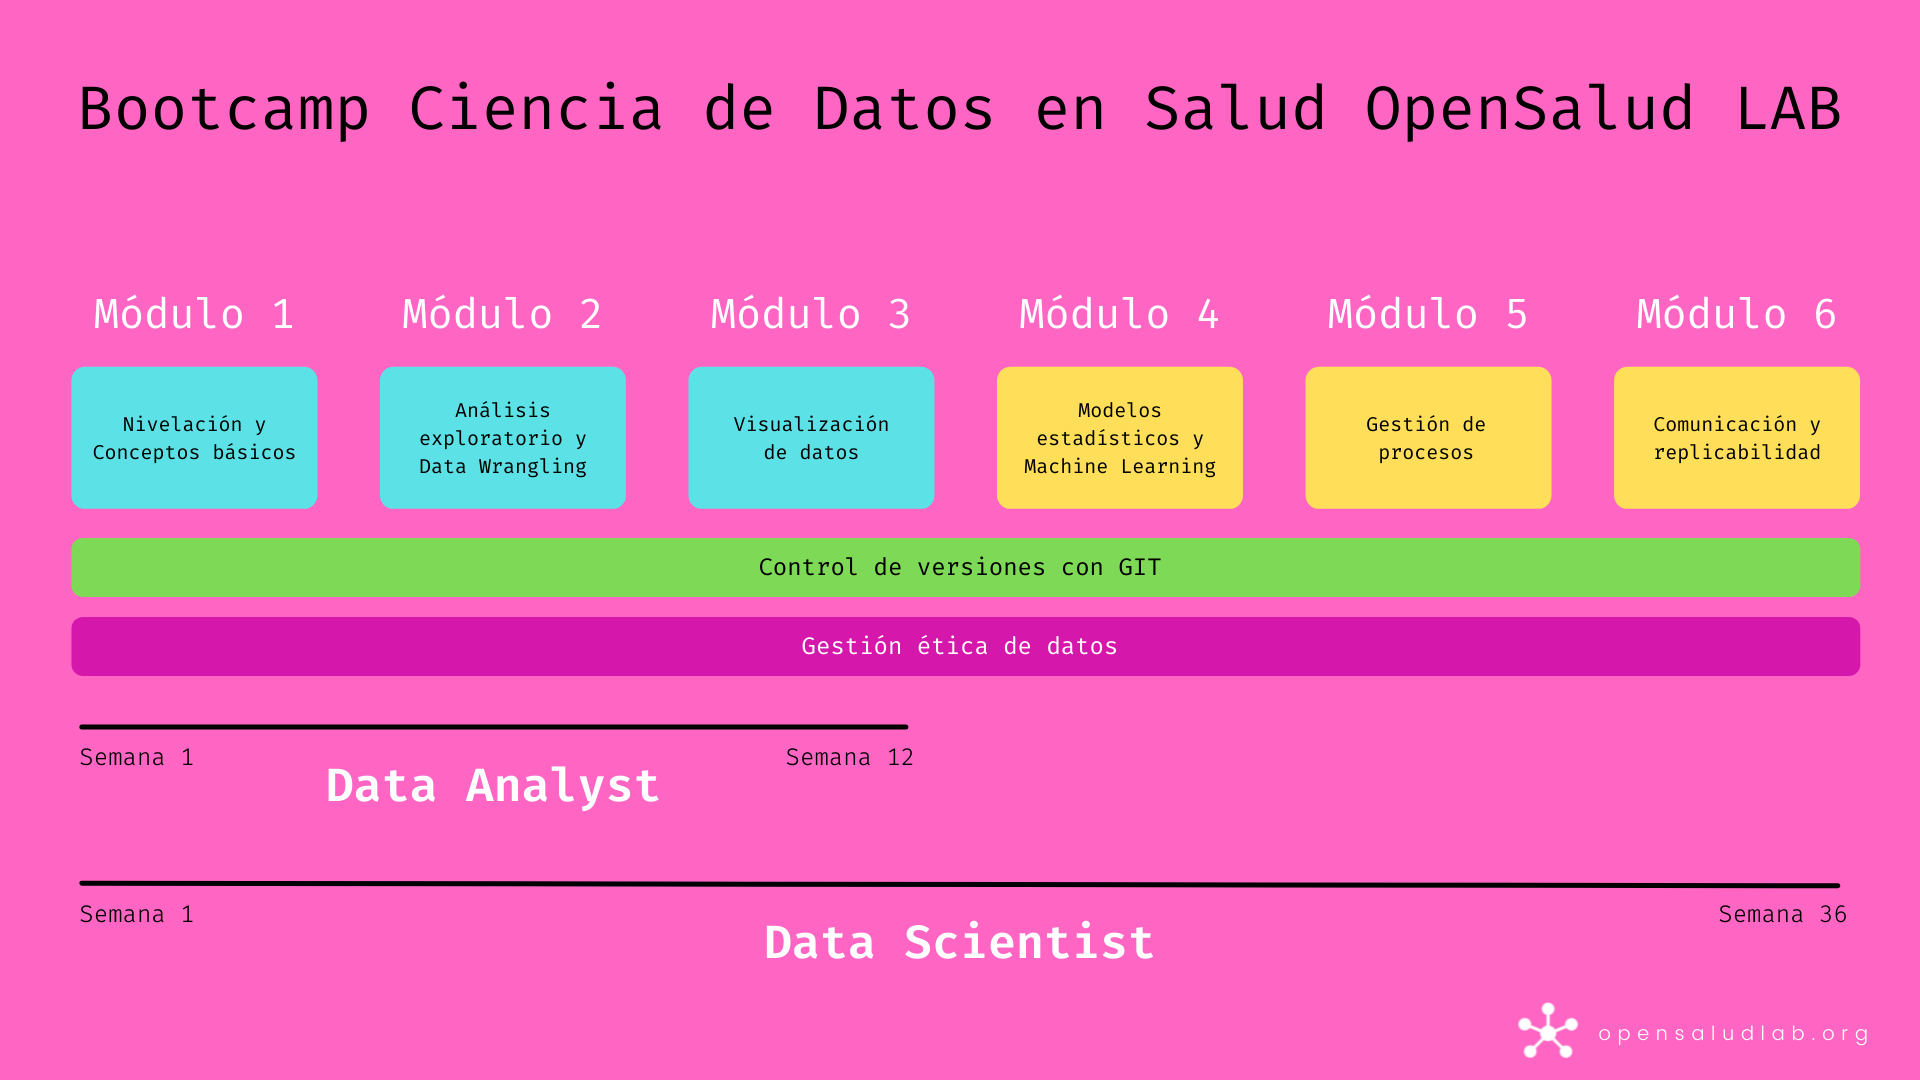 Bootcamp Ciencia de Datos en Salud OpenSalud LAB
Módulo 1
Módulo 2
Módulo 3
Módulo 4
Módulo 5
Módulo 6
Nivelación y
Conceptos básicos
Análisis
exploratorio y
Data Wrangling
Visualización
de datos
Modelos
estadísticos y
Machine Learning
Gestión de
procesos
Comunicación y
replicabilidad
Control de versiones con GIT
Gestión ética de datos
Semana 1
Semana 12
Data Analyst
Semana 1
Semana 36
Data Scientist
opensaludlab.org